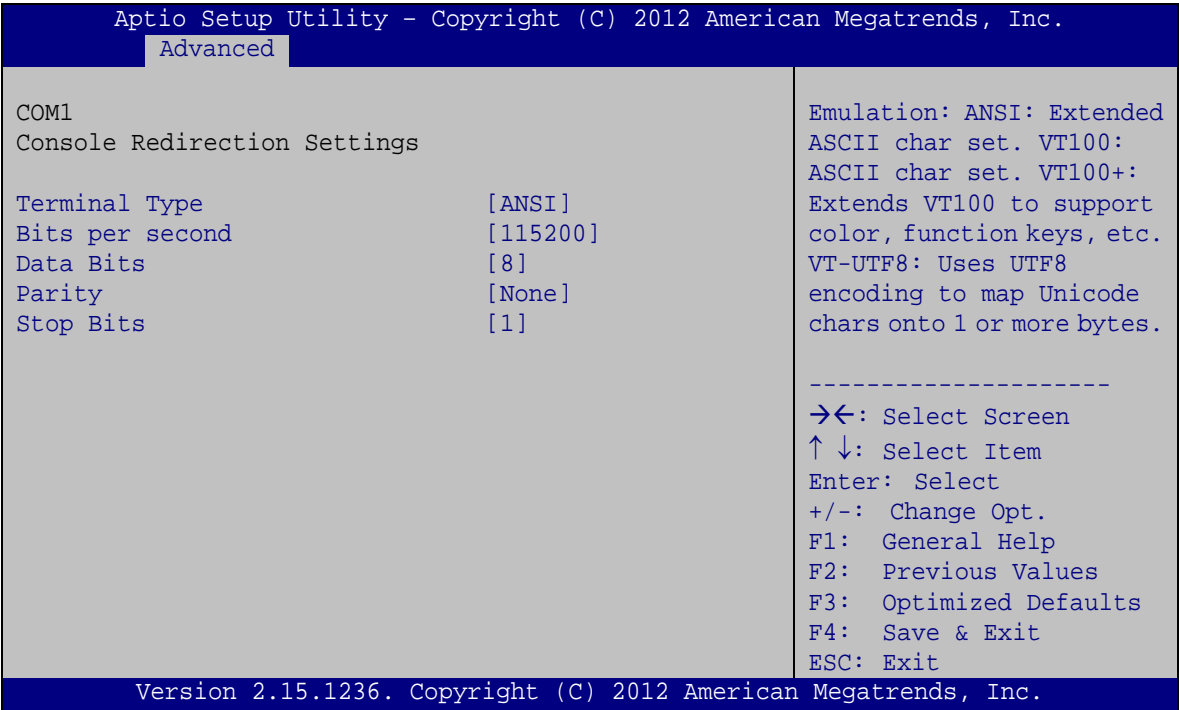 Aptio Setup Utility – Copyright (C) 2012 American Megatrends, Inc.
Advanced
COM1
Console Redirection Settings
Terminal Type [ANSI]
Bits per second [115200]
Data Bits [8]
Parity [None]
Stop Bits [1]
Emulation: ANSI: Extended
ASCII char set. VT100:
ASCII char set. VT100+:
Extends VT100 to support
color, function keys, etc.
VT-UTF8: Uses UTF8
encoding to map Unicode
chars onto 1 or more bytes.
---------------------
→←: Select Screen
↑ ↓: Select Item
Enter: Select
+/-: Change Opt.
F1: General Help
F2: Previous Values
F3: Optimized Defaults
F4: Save & Exit
ESC: Exit
Version 2.15.1236. Copyright (C) 2012 American Megatrends, Inc.